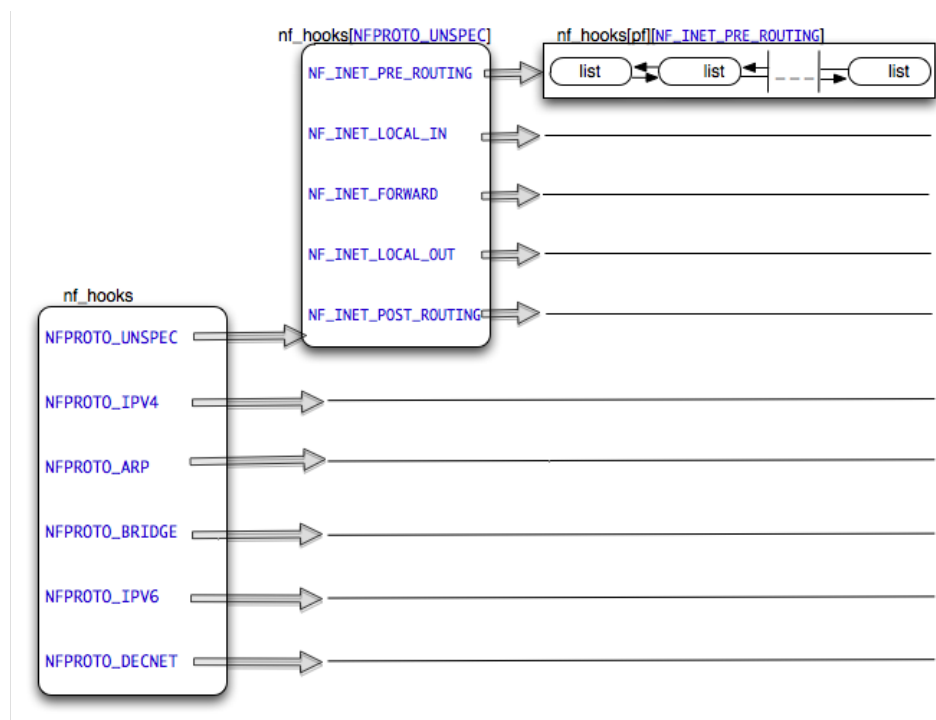 nf_hooks[NFPROTO_UNSPEC]
nf_hooks[pf][NF_INET_PRE_ROUTING]
NF_INET_PRE_ROUTING
list
list
list
NF_INET_LOCAL_IN
NF_INET_FORWARD
NF_INET_LOCAL_OUT
NF_INET_POST_ROUTING
nf_hooks
NFPROTO_UNSPEC
NFPROTO_IPV4
NFPROTO_ARP
NFPROTO_BRIDGE
NFPROTO_IPV6
NFPROTO_DECNET